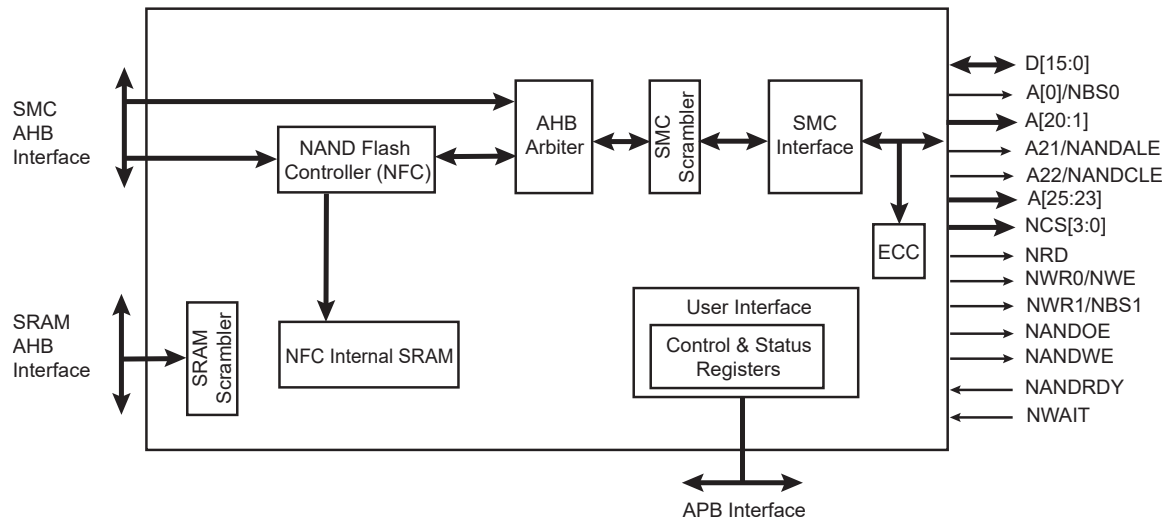 SMC
AHB
Interface
NAND Flash
Controller (NFC)
AHB
Arbiter
SMC
Scrambler
SMC
Interface
ECC
SRAM
AHB
Interface
SRAM
Scrambler
NFC Internal SRAM
User Interface
Control & Status
Registers
APB Interface
D[15:0]
A[0]/NBS0
A[20:1]
A21/NANDALE
A22/NANDCLE
A[25:23]
NCS[3:0]
NRD
NWR0/NWE
NWR1/NBS1
NANDOE
NANDWE
NANDRDY
NWAIT